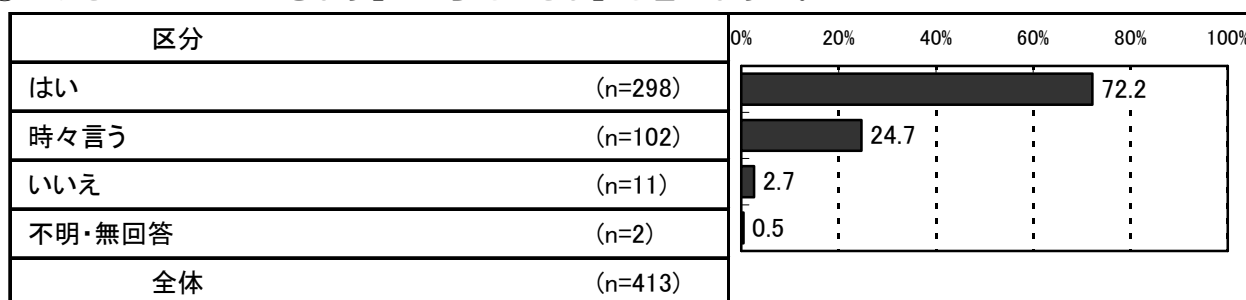 区分 0% 20% 40% 60% 80% 100%
はい (n=298) 72.2
時々言う (n=102) 24.7
いいえ (n=11) 2.7
不明・無回答 (n=2) 0.5
全体 (n=413)